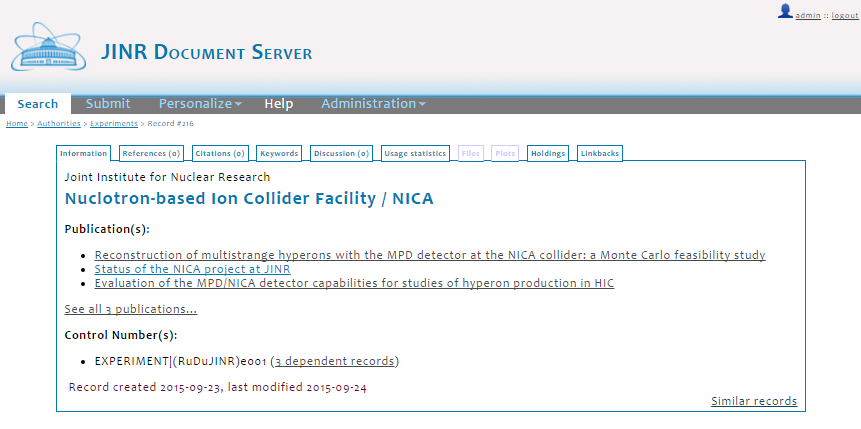 admin :: logout
JINR Document Server
Search Submit Personalize Help Administration
Home > Authorities > Experiments > Record #216
Information References (0) Citations (0) Keywords Discussion (0) Usage statistics Files Plots Holdings Linkbacks
Joint Institute for Nuclear Research
Nuclotron-based Ion Collider Facility / NICA
Publication(s):
Reconstruction of multistrange hyperons with the MPD detector at the NICA collider: a Monte Carlo feasibility study
Status of the NICA project at JINR
Evaluation of the MPD/NICA detector capabilities for studies of hyperon production in HIC
See all 3 publications...
Control Number(s):
EXPERIMENT|(RuDuJINR)e001 (3 dependent records)
Record created 2015-09-23, last modified 2015-09-24
Similar records